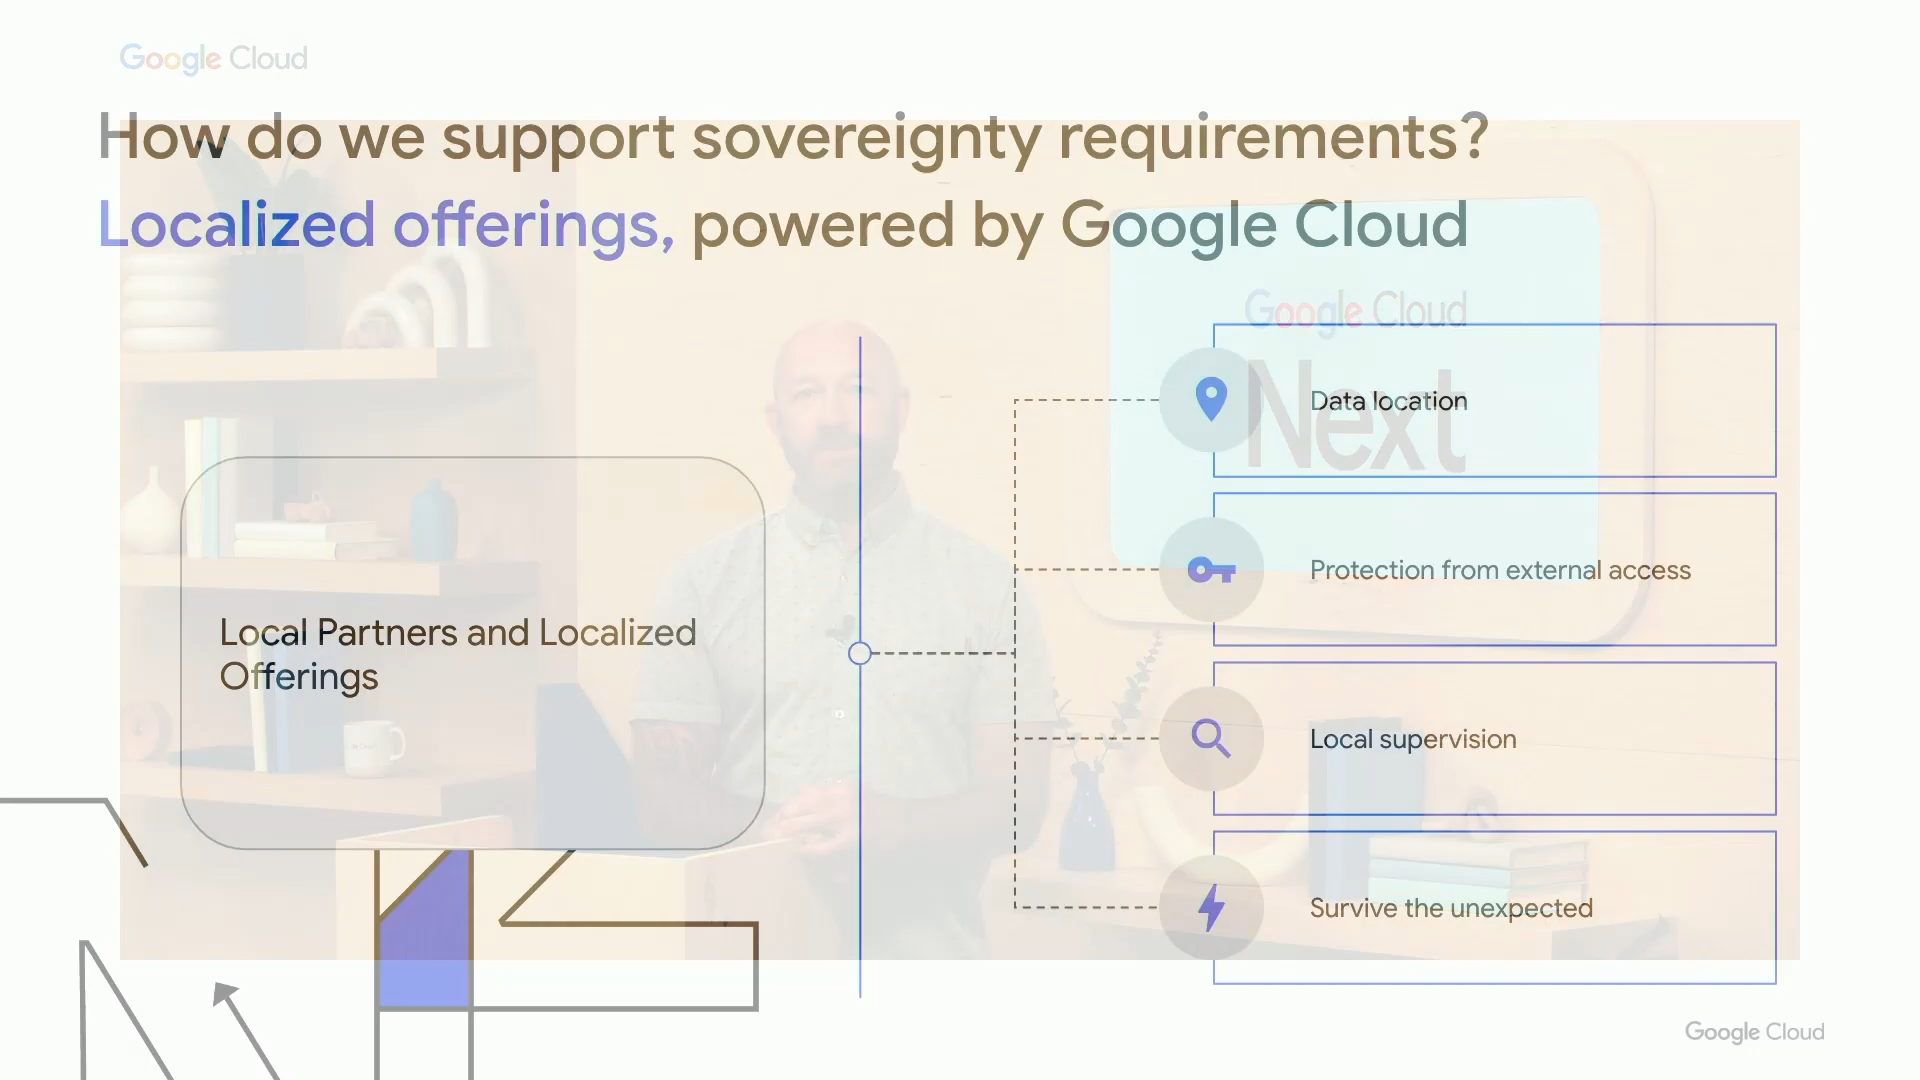 Google Cloud
How do we support sovereignty requirements?
Localized offerings, powered by Google Cloud
Google Cloud
Next
Local Partners and Localized
Offerings
Data location
Protection from external access
Local supervision
Survive the unexpected
Google Cloud